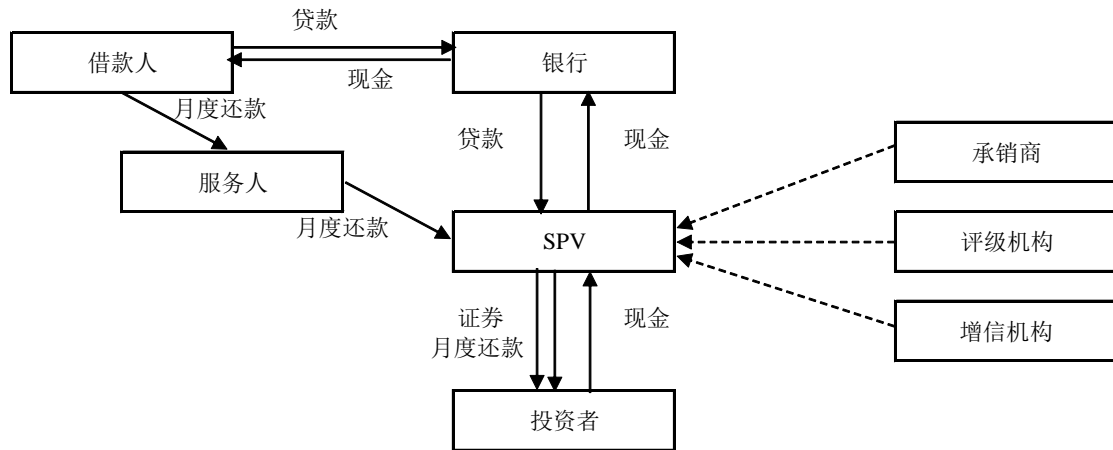 贷款
借款人
银行
现金
月度还款
贷款
现金
承销商
服务人
月度还款
SPV
评级机构
证券
月度还款
现金
增信机构
投资者